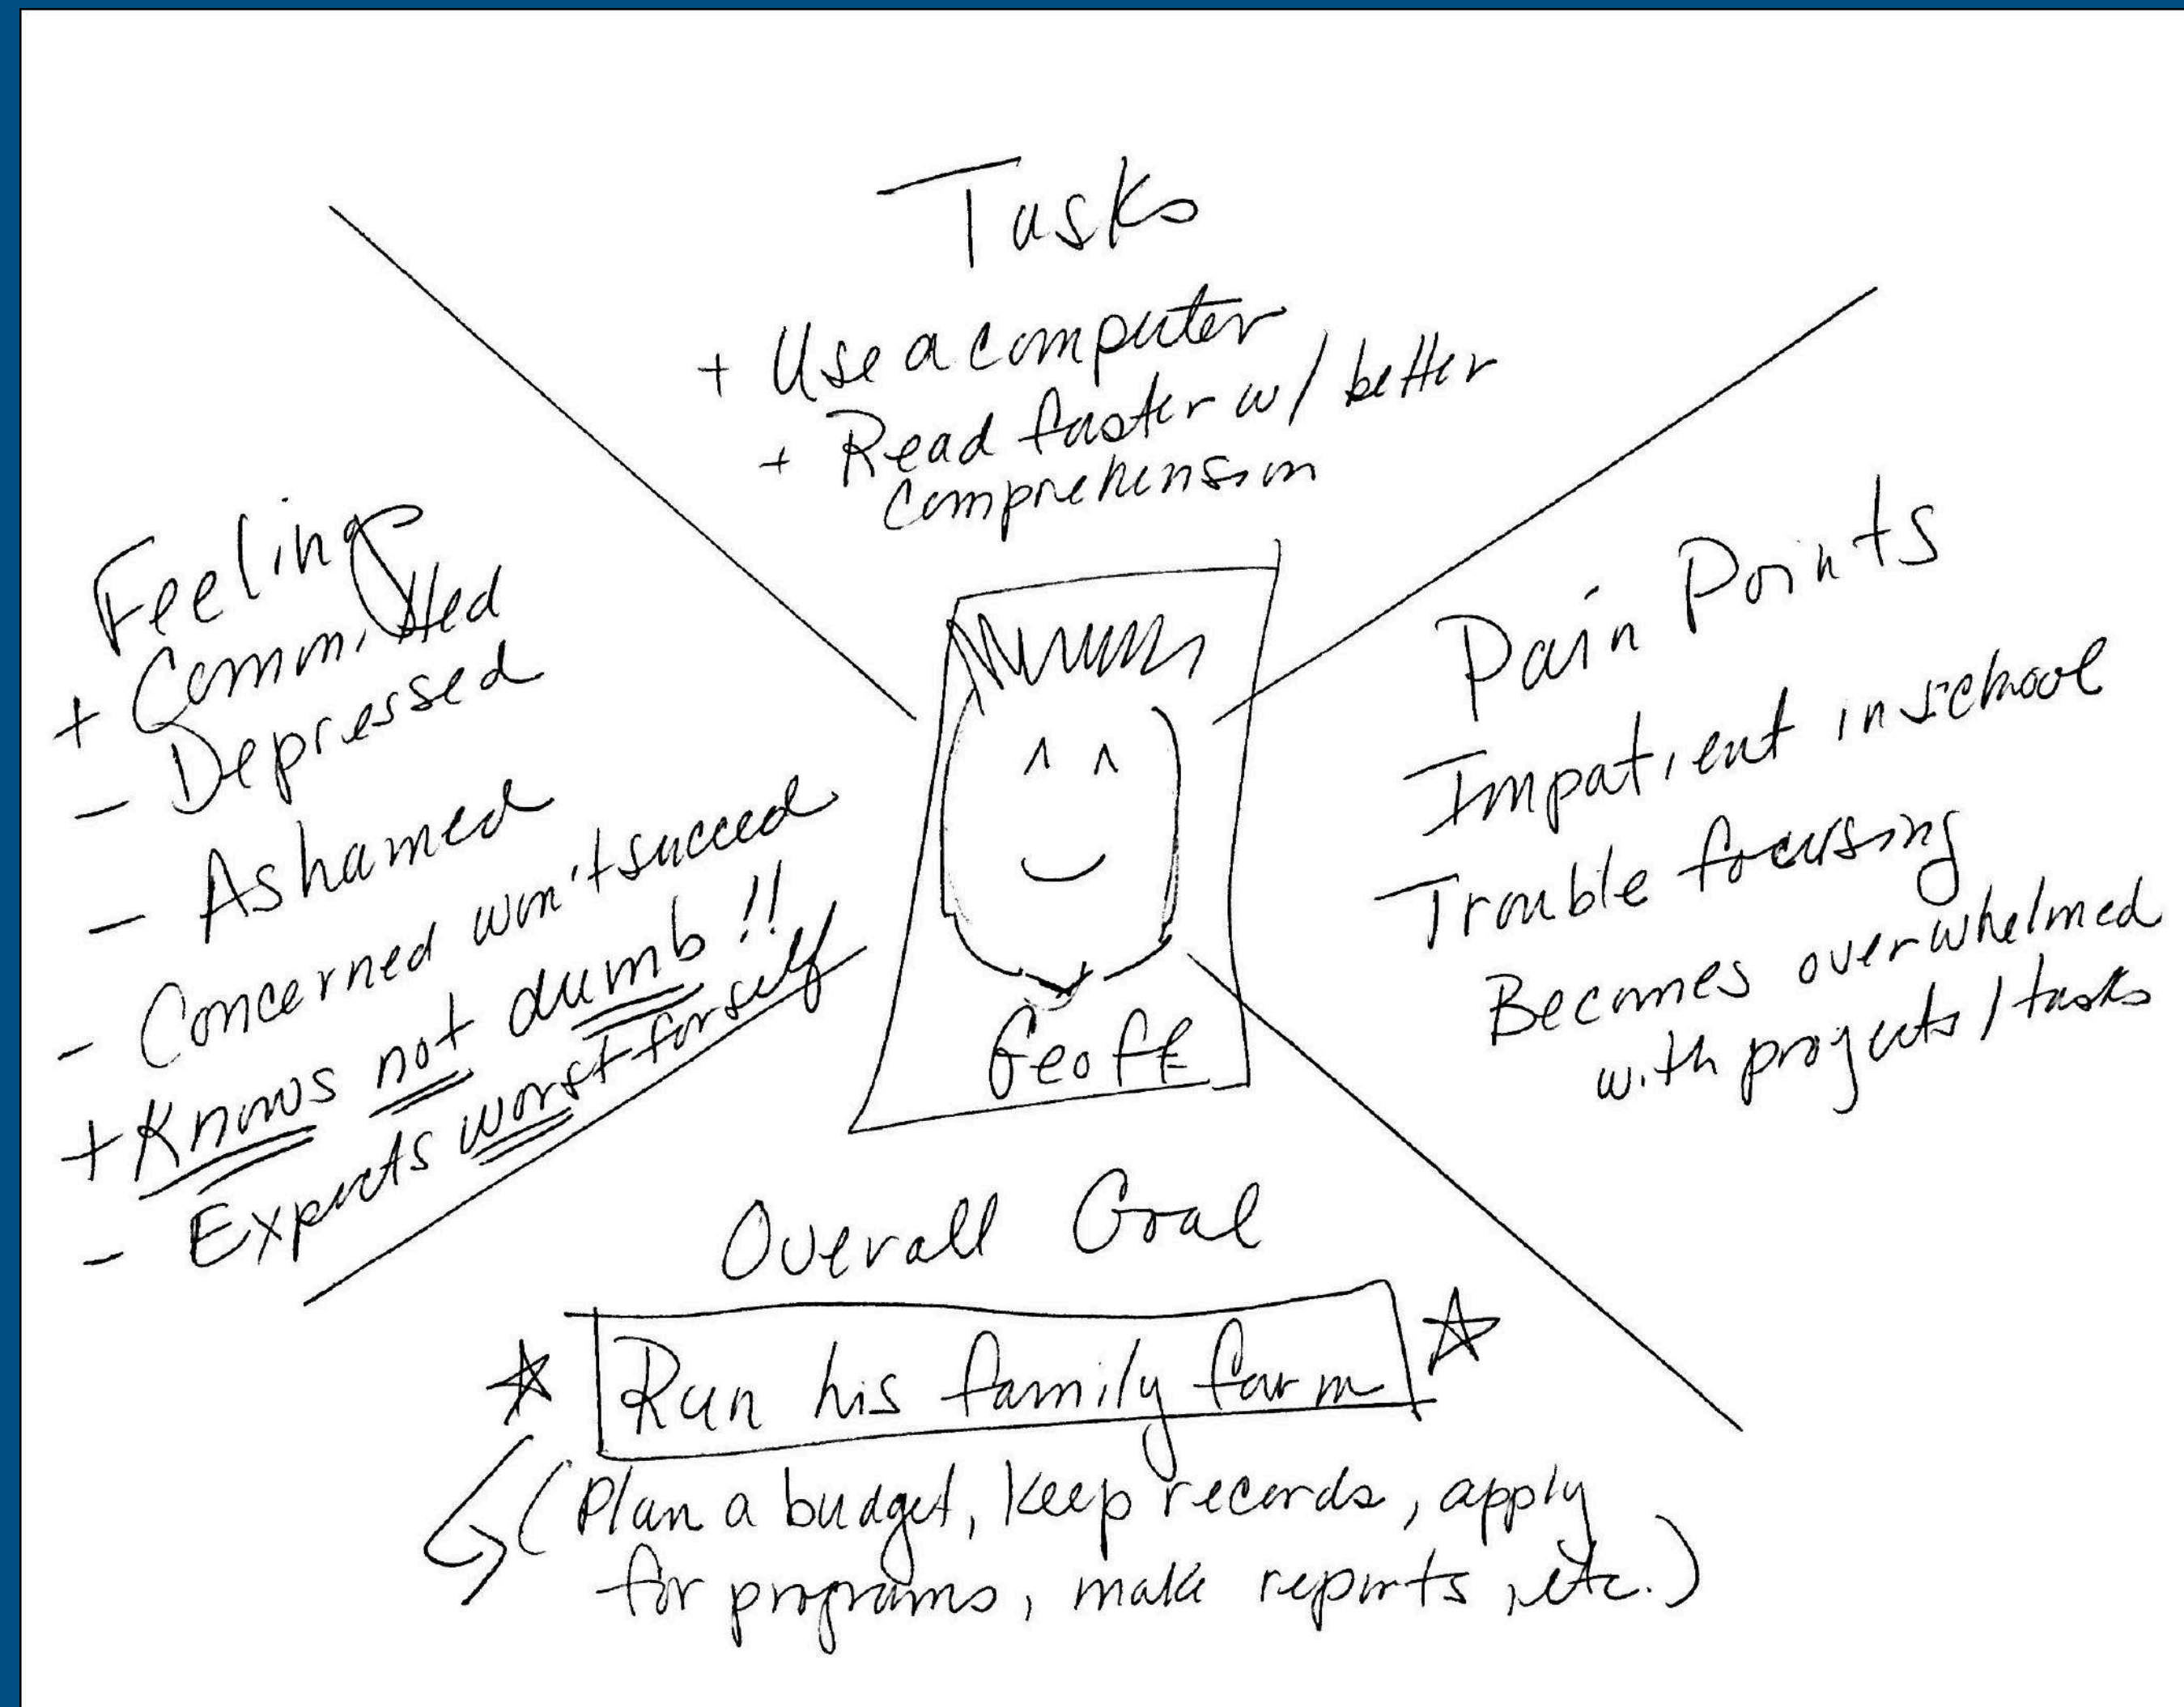 Tasks
+ Use a computer
+ Read faster w/ better
comprehension
Feelings
+ Committed
- Depressed
- Ashamed
- Concerned won't succeed
+ Knows not dumb!!
- Expects worst for self
Pain Points
Impatient in school
Trouble focusing
Becomes overwhelmed
with projects / tasks
Geoff
Overall Goal
Run his family farm
(Plan a budget, keep records, apply
for programs, make reports, etc.)